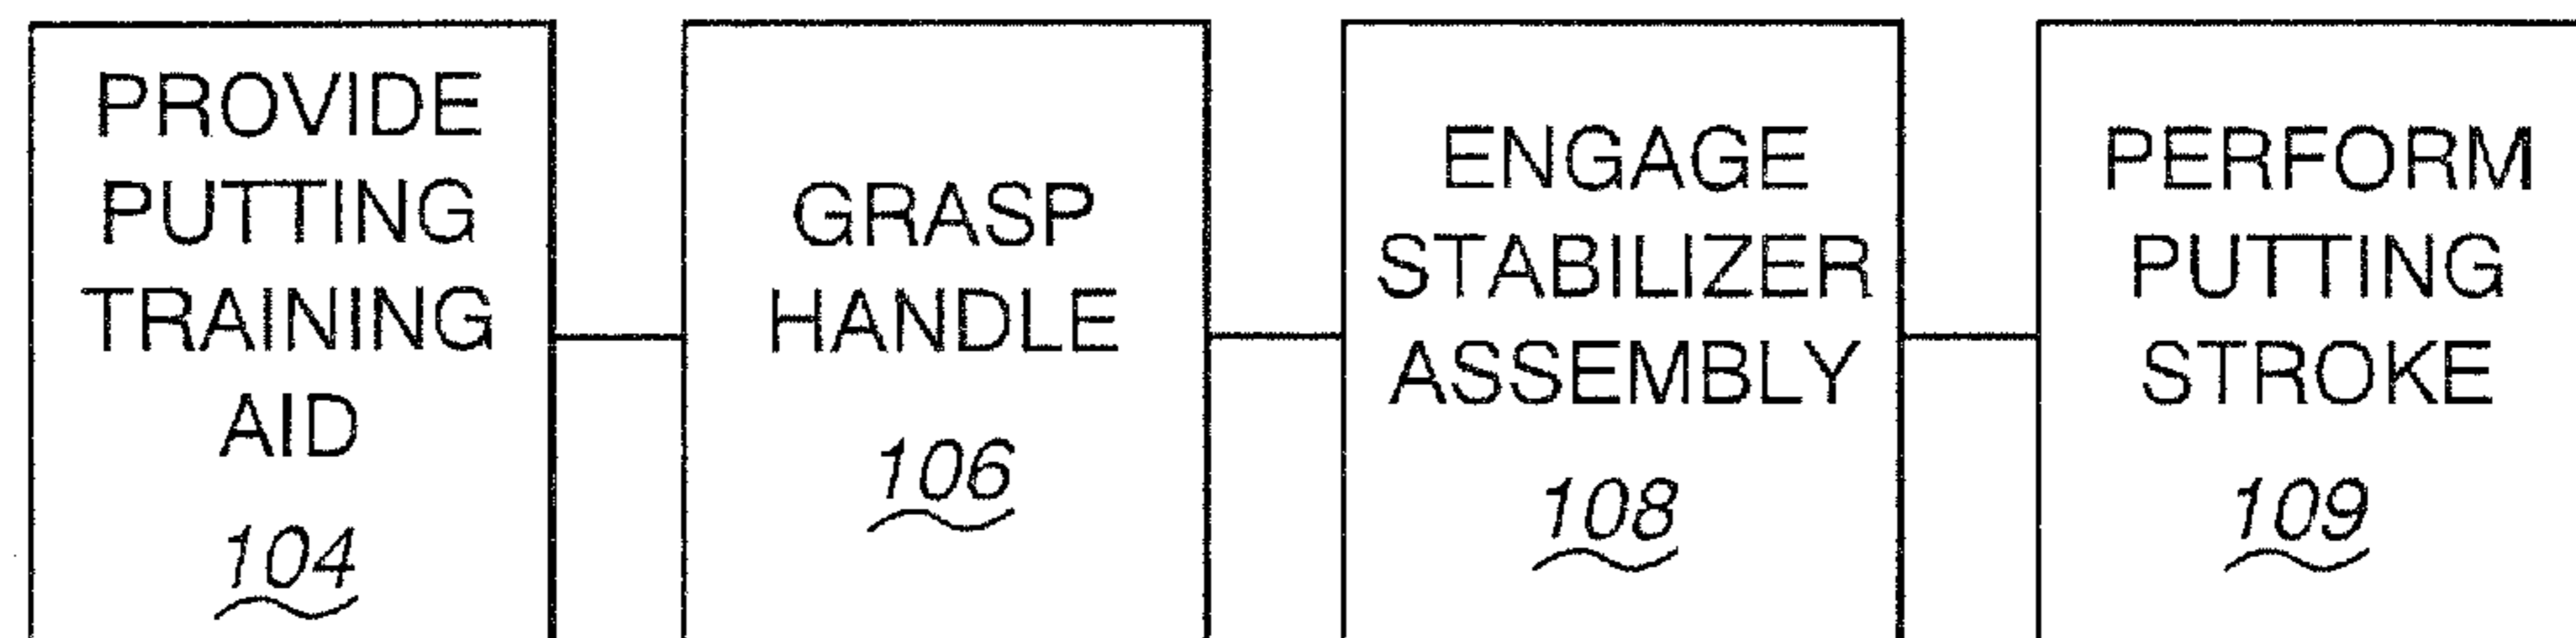 PROVIDE
PUTTING
TRAINING
AID
104
GRASP
HANDLE
106
ENGAGE
STABILIZER
ASSEMBLY
108
PERFORM
PUTTING
STROKE
109